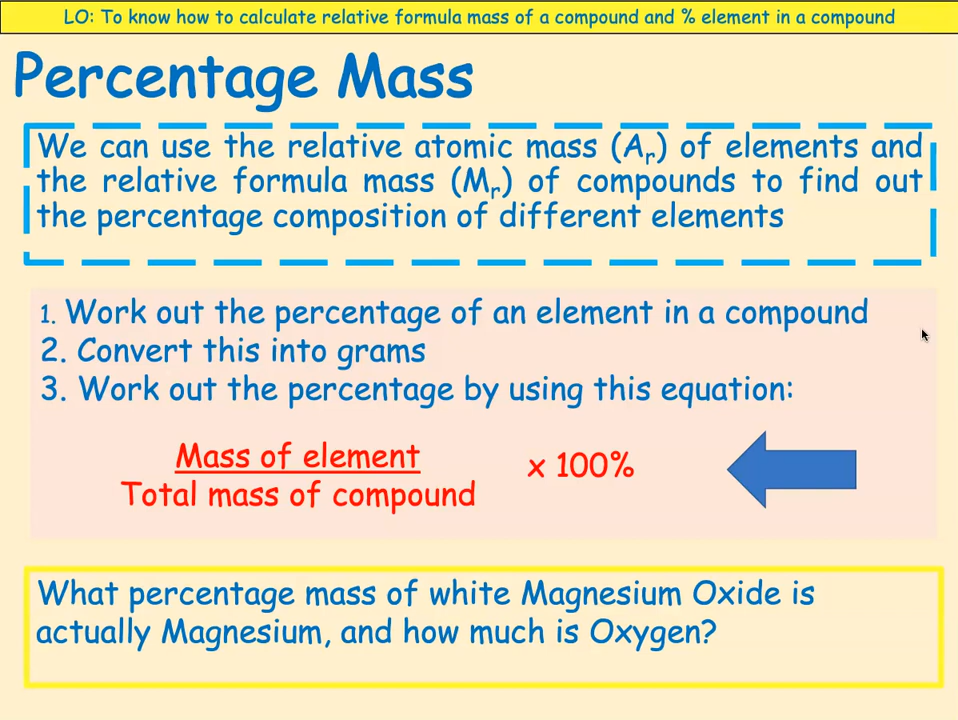 LO: To know how to calculate relative formula mass of a compound and % element in a compound
Percentage Mass
We can use the relative atomic mass (Ar) of elements and
the relative formula mass (Mr) of compounds to find out
the percentage composition of different elements
1. Work out the percentage of an element in a compound
2. Convert this into grams
3. Work out the percentage by using this equation:
Mass of element
x 100%
Total mass of compound
What percentage mass of white Magnesium Oxide is
actually Magnesium, and how much is Oxygen?